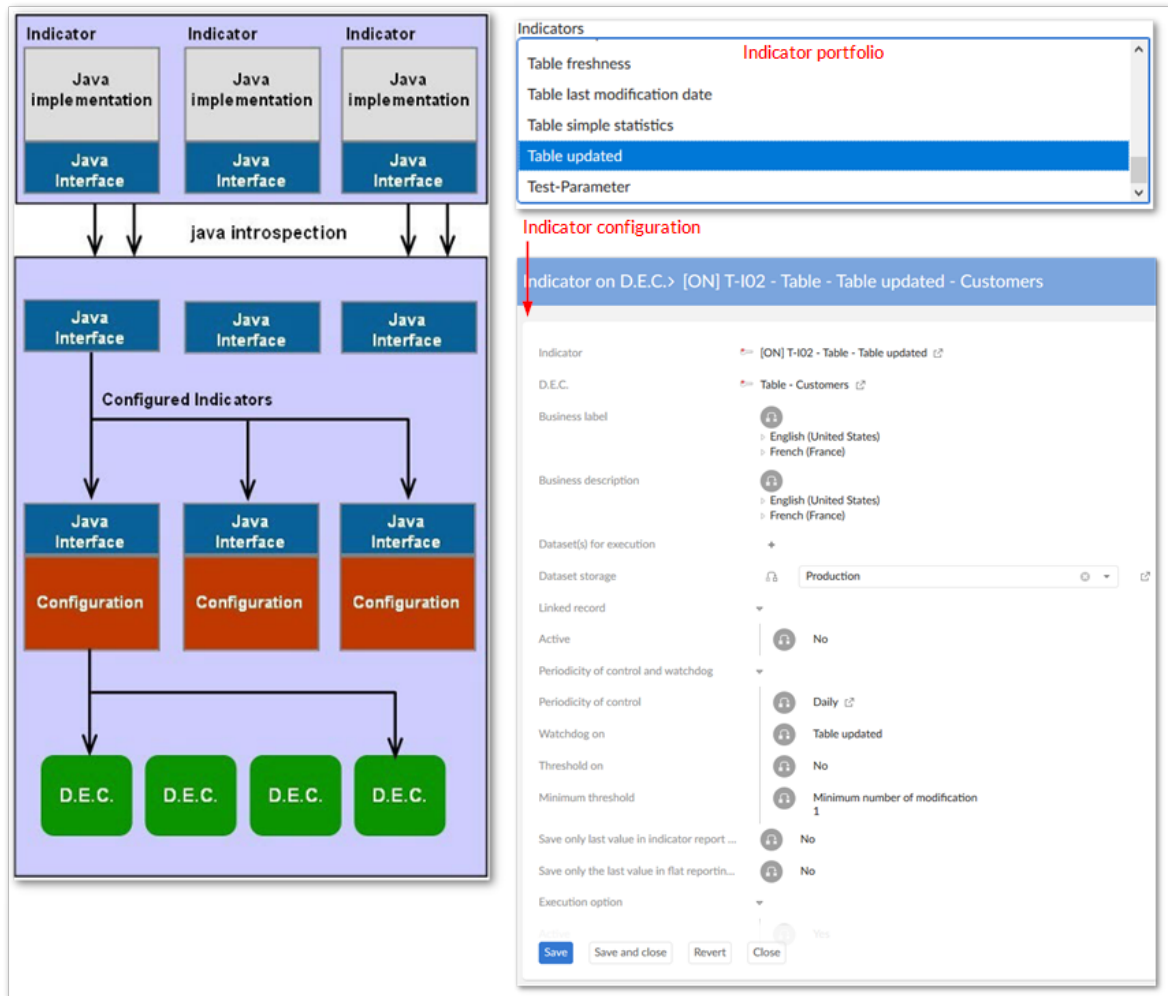 Indicator Indicator Indicator
Java implementation Java implementation Java implementation
Java Interface Java Interface Java Interface
java introspection
Java Interface Java Interface Java Interface
Configured Indicators
Java Interface Java Interface Java Interface
Configuration Configuration Configuration
D.E.C. D.E.C. D.E.C. D.E.C.
Indicators
Indicator portfolio
Table freshness
Table last modification date
Table simple statistics
Table updated
Test-Parameter
Indicator configuration
Indicator on D.E.C.> [ON] T-I02 - Table - Table updated - Customers
Indicator [ON] T-I02 - Table - Table updated
D.E.C. Table - Customers
Business label
English (United States)
French (France)
Business description
English (United States)
French (France)
Dataset(s) for execution
Dataset storage Production
Linked record
Active No
Periodicity of control and watchdog
Periodicity of control Daily
Watchdog on Table updated
Threshold on No
Minimum threshold Minimum number of modification
1
Save only last value in indicator report ... No
Save only the last value in flat reportin... No
Execution option
Yes
Save Save and close Revert Close